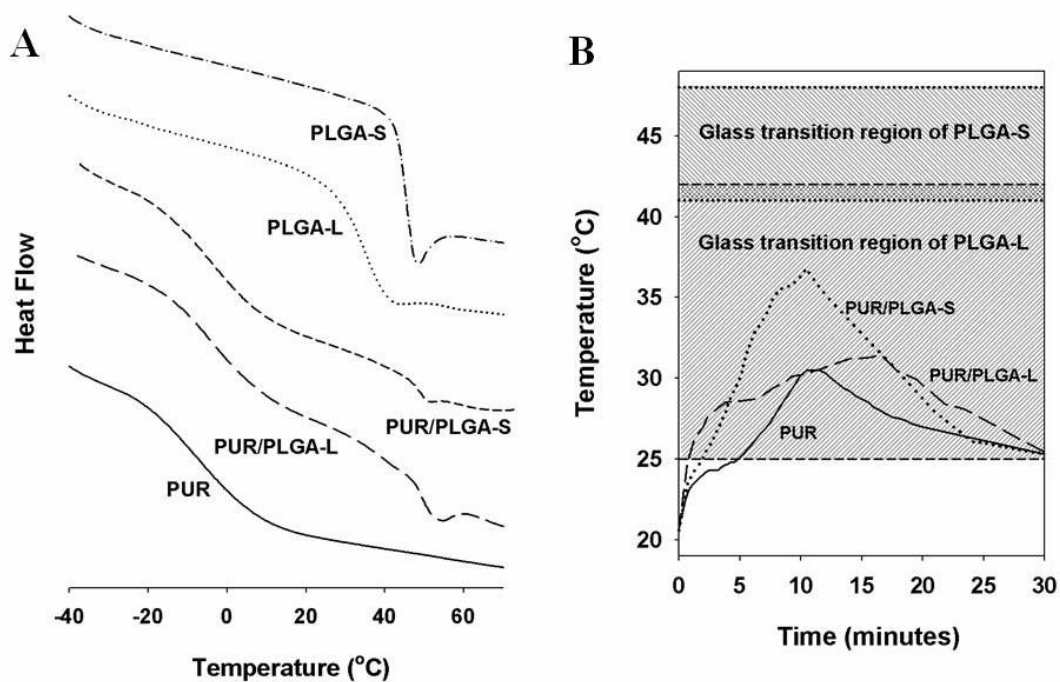 A
PLGA-S
PLGA-L
PUR/PLGA-S
PUR/PLGA-L
PUR
Heat Flow
-40 -20 0 20 40 60
Temperature (°C)
B
Glass transition region of PLGA-S
Glass transition region of PLGA-L
PUR/PLGA-S
PUR/PLGA-L
PUR
Temperature (°C)
45
40
35
30
25
20
0 5 10 15 20 25 30
Time (minutes)